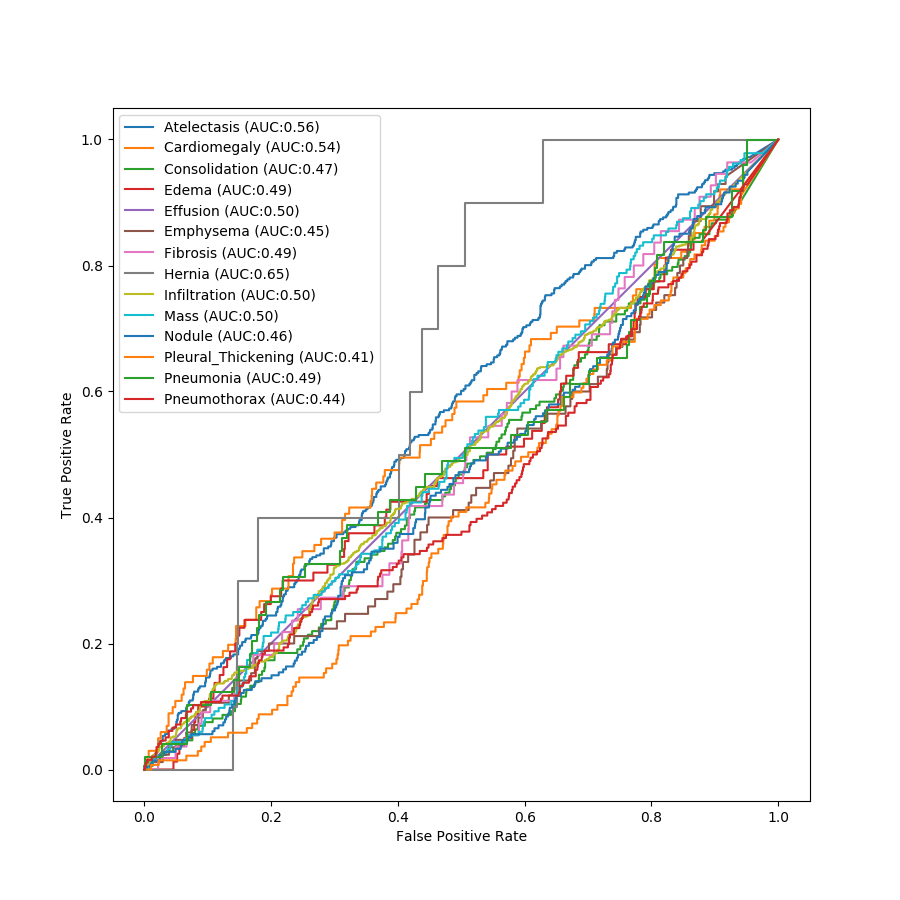 Atelectasis (AUC:0.56)
Cardiomegaly (AUC:0.54)
Consolidation (AUC:0.47)
Edema (AUC:0.49)
Effusion (AUC:0.50)
Emphysema (AUC:0.45)
Fibrosis (AUC:0.49)
Hernia (AUC:0.65)
Infiltration (AUC:0.50)
Mass (AUC:0.50)
Nodule (AUC:0.46)
Pleural_Thickening (AUC:0.41)
Pneumonia (AUC:0.49)
Pneumothorax (AUC:0.44)
1.0
0.8
0.6
0.4
0.2
0.0
True Positive Rate
0.0 0.2 0.4 0.6 0.8 1.0
False Positive Rate